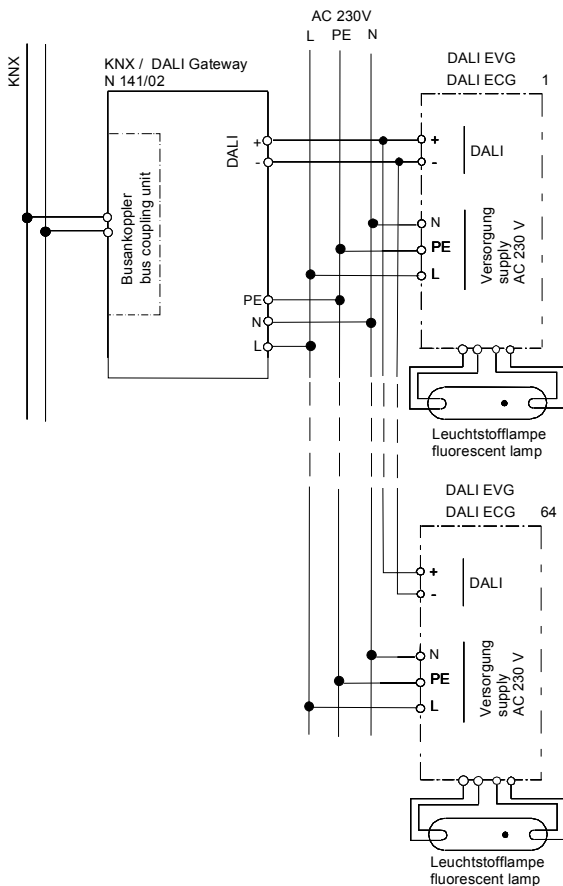 AC 230V
L PE N
KNX
KNX / DALI Gateway
N 141/02
Busankoppler
bus coupling unit
DALI
+
-
PE
N
L
DALI EVG
DALI ECG 1
+
-
DALI
N
PE
L
Versorgung
supply
AC 230 V
Leuchtstofflampe
fluorescent lamp
DALI EVG
DALI ECG 64
+
-
DALI
N
PE
L
Versorgung
supply
AC 230 V
Leuchtstofflampe
fluorescent lamp